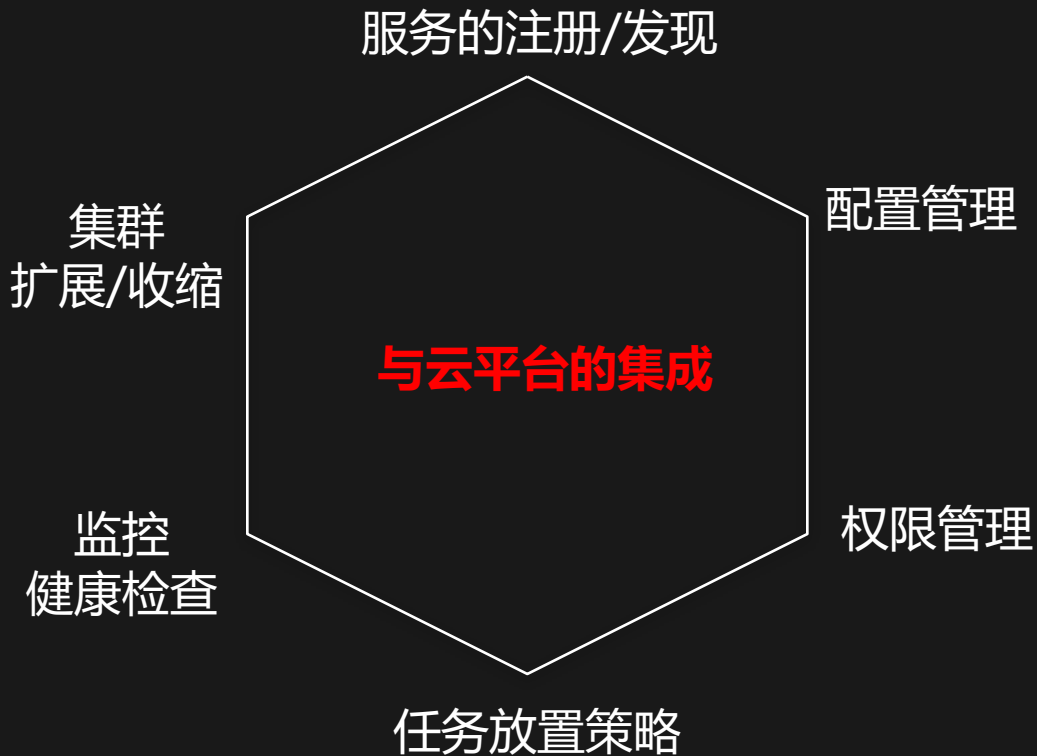 服务的注册/发现
配置管理
集群
扩展/收缩
与云平台的集成
监控
健康检查
权限管理
任务放置策略